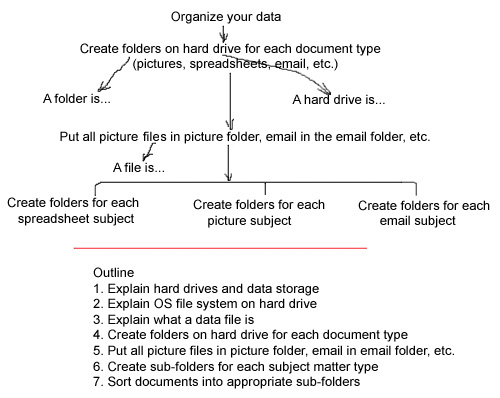 Organize your data
Create folders on hard drive for each document type
(pictures, spreadsheets, email, etc.)
A folder is...
A hard drive is...
Put all picture files in picture folder, email in the email folder, etc.
A file is...
Create folders for each
spreadsheet subject
Create folders for each
picture subject
Create folders for each
email subject
Outline
1. Explain hard drives and data storage
2. Explain OS file system on hard drive
3. Explain what a data file is
4. Create folders on hard drive for each document type
5. Put all picture files in picture folder, email in email folder, etc.
6. Create sub-folders for each subject matter type
7. Sort documents into appropriate sub-folders